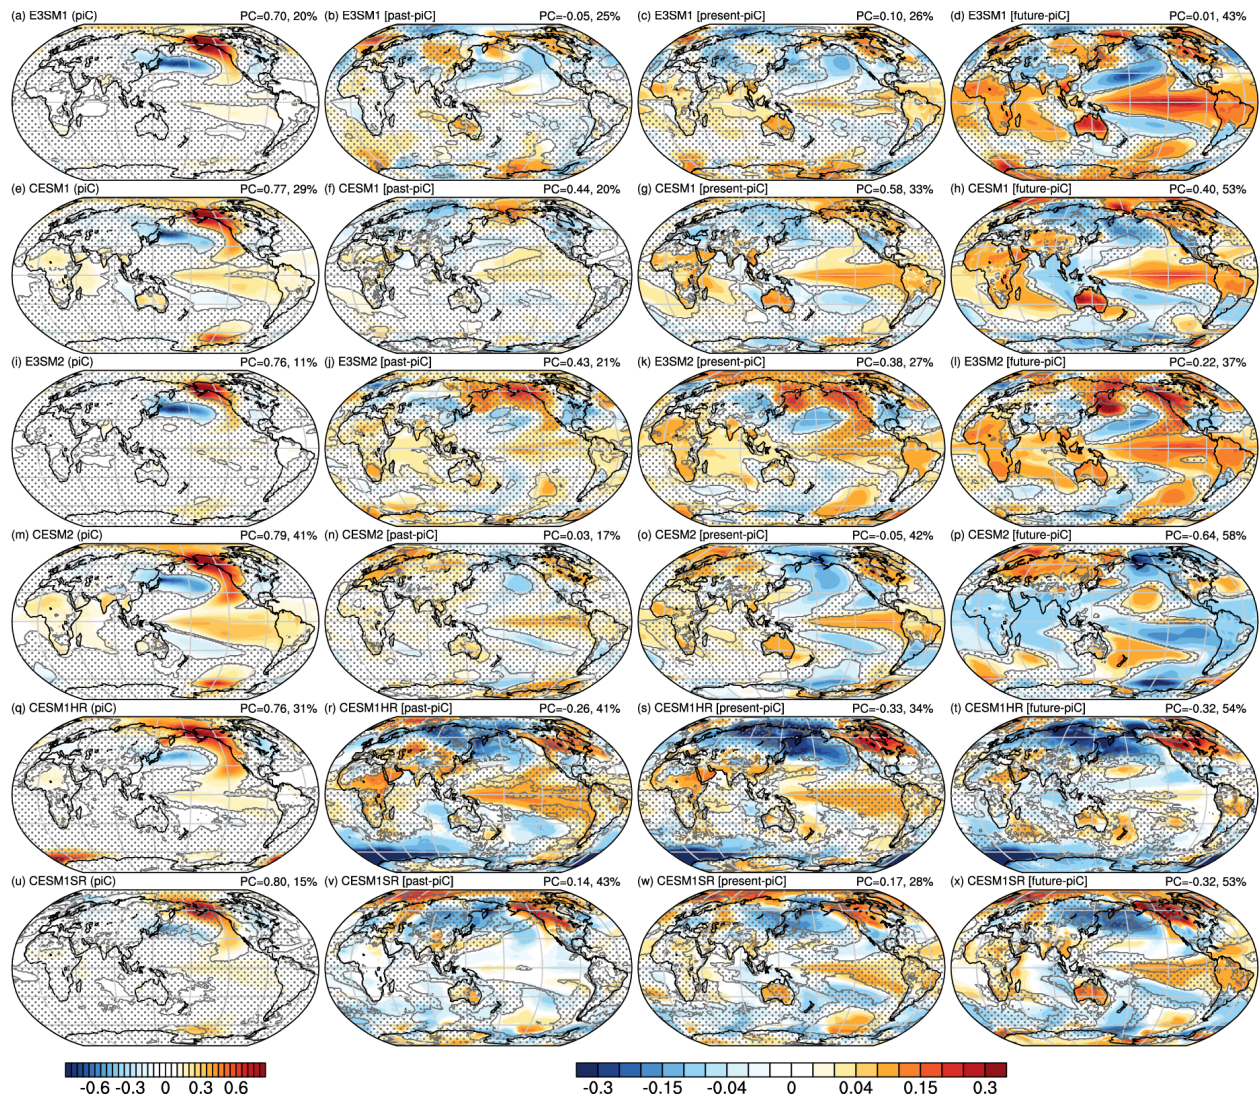 (a) E3SM1 (piC) PC=0.70, 20% (b) E3SM1 [past-piC] PC=-0.05, 25% (c) E3SM1 [present-piC] PC=0.10, 26% (d) E3SM1 [future-piC] PC=0.01, 43%
(e) CESM1 (piC) PC=0.77, 29% (f) CESM1 [past-piC] PC=0.44, 20% (g) CESM1 [present-piC] PC=0.58, 33% (h) CESM1 [future-piC] PC=0.40, 53%
(i) E3SM2 (piC) PC=0.76, 11% (j) E3SM2 [past-piC] PC=0.43, 21% (k) E3SM2 [present-piC] PC=0.38, 27% (l) E3SM2 [future-piC] PC=0.22, 37%
(m) CESM2 (piC) PC=0.79, 41% (n) CESM2 [past-piC] PC=0.03, 17% (o) CESM2 [present-piC] PC=-0.05, 42% (p) CESM2 [future-piC] PC=-0.64, 58%
(q) CESM1HR (piC) PC=0.76, 31% (r) CESM1HR [past-piC] PC=-0.26, 41% (s) CESM1HR [present-piC] PC=-0.33, 34% (t) CESM1HR [future-piC] PC=-0.32, 54%
(u) CESM1SR (piC) PC=0.80, 15% (v) CESM1SR [past-piC] PC=0.14, 43% (w) CESM1SR [present-piC] PC=0.17, 28% (x) CESM1SR [future-piC] PC=-0.32, 53%
-0.6 -0.3 0 0.3 0.6 -0.3 -0.15 -0.04 0 0.04 0.15 0.3